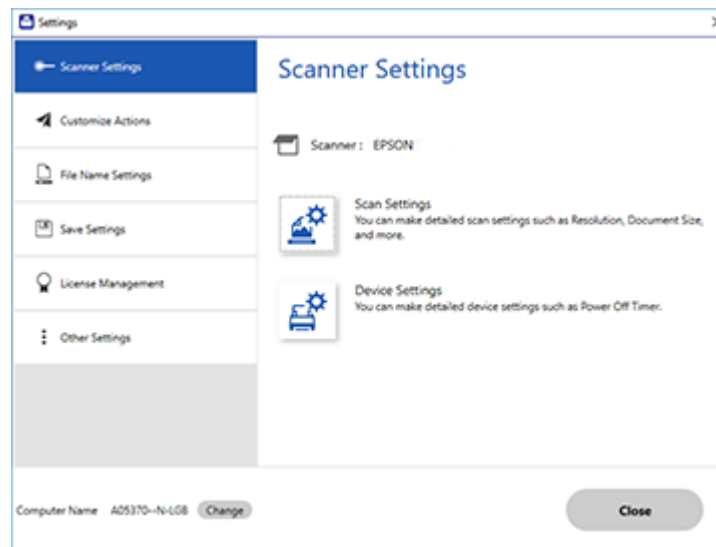 Settings
Scanner Settings
Customize Actions
File Name Settings
Save Settings
License Management
Other Settings
Scanner Settings
Scanner : EPSON
Scan Settings
You can make detailed scan settings such as Resolution, Document Size,
and more.
Device Settings
You can make detailed device settings such as Power Off Timer.
Computer Name A05370--N-LGB Change
Close